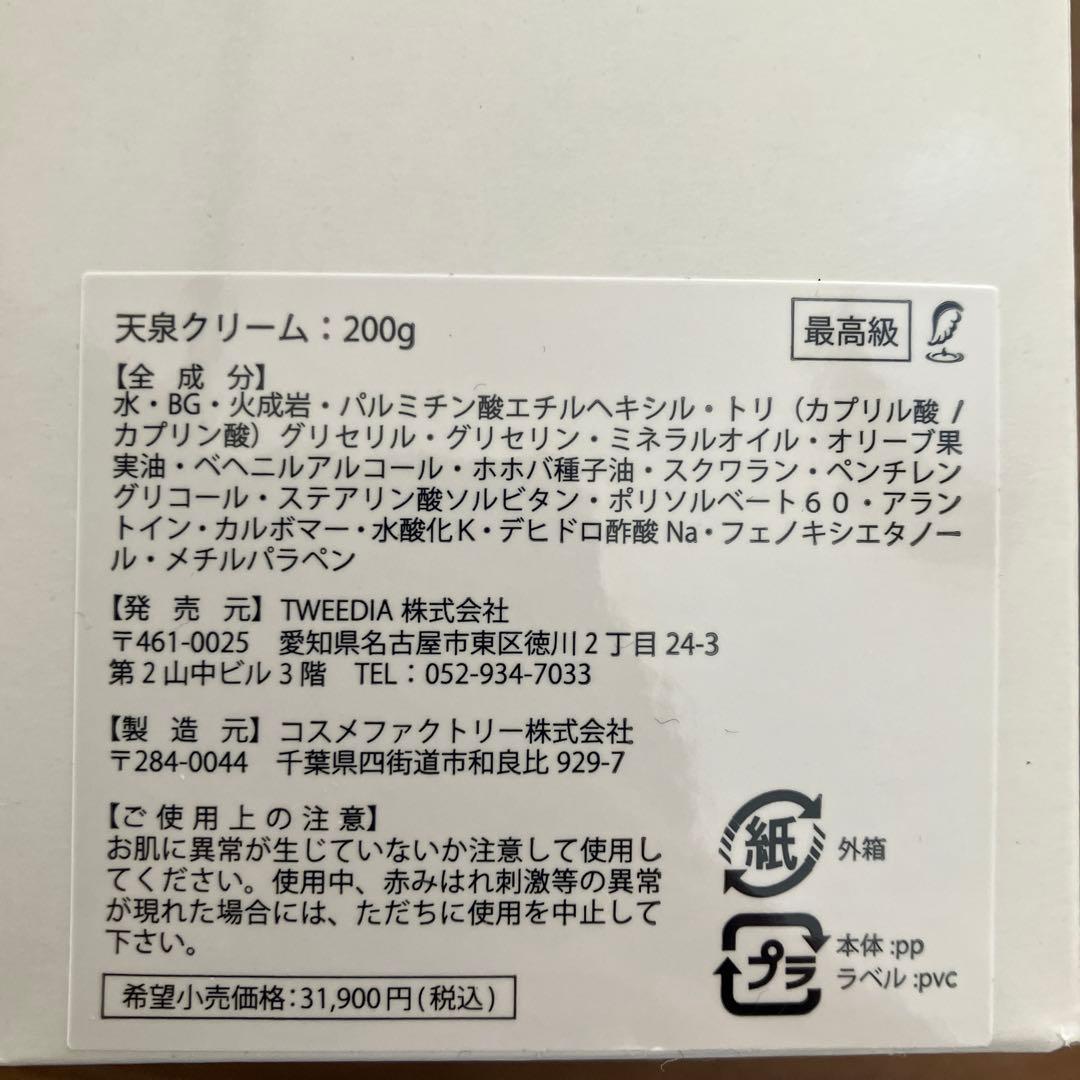 天泉クリーム：200g
最高級
【全 成 分】
水・BG・火成岩・パルミチン酸エチルヘキシル・トリ（カプリル酸 /
カプリン酸）グリセリル・グリセリン・ミネラルオイル・オリーブ果
実油・ベヘニルアルコール・ホホバ種子油・スクワラン・ペンチレン
グリコール・ステアリン酸ソルビタン・ポリソルベート６０・アラン
トイン・カルボマー・水酸化K・デヒドロ酢酸 Na・フェノキシエタノー
ル・メチルパラペン
【発 売 元】TWEEDIA 株式会社
〒461-0025 愛知県名古屋市東区徳川２丁目 24-3
第２山中ビル３階 TEL：052-934-7033
【製 造 元】コスメファクトリー株式会社
〒284-0044 千葉県四街道市和良比 929-7
【ご 使 用 上 の 注 意】
お肌に異常が生じていないか注意して使用し
てください。使用中、赤みはれ刺激等の異常
が現れた場合には、ただちに使用を中止して
下さい。
希望小売価格：31,900円（税込）
紙 外箱
プラ 本体 :pp
ラベル :pvc